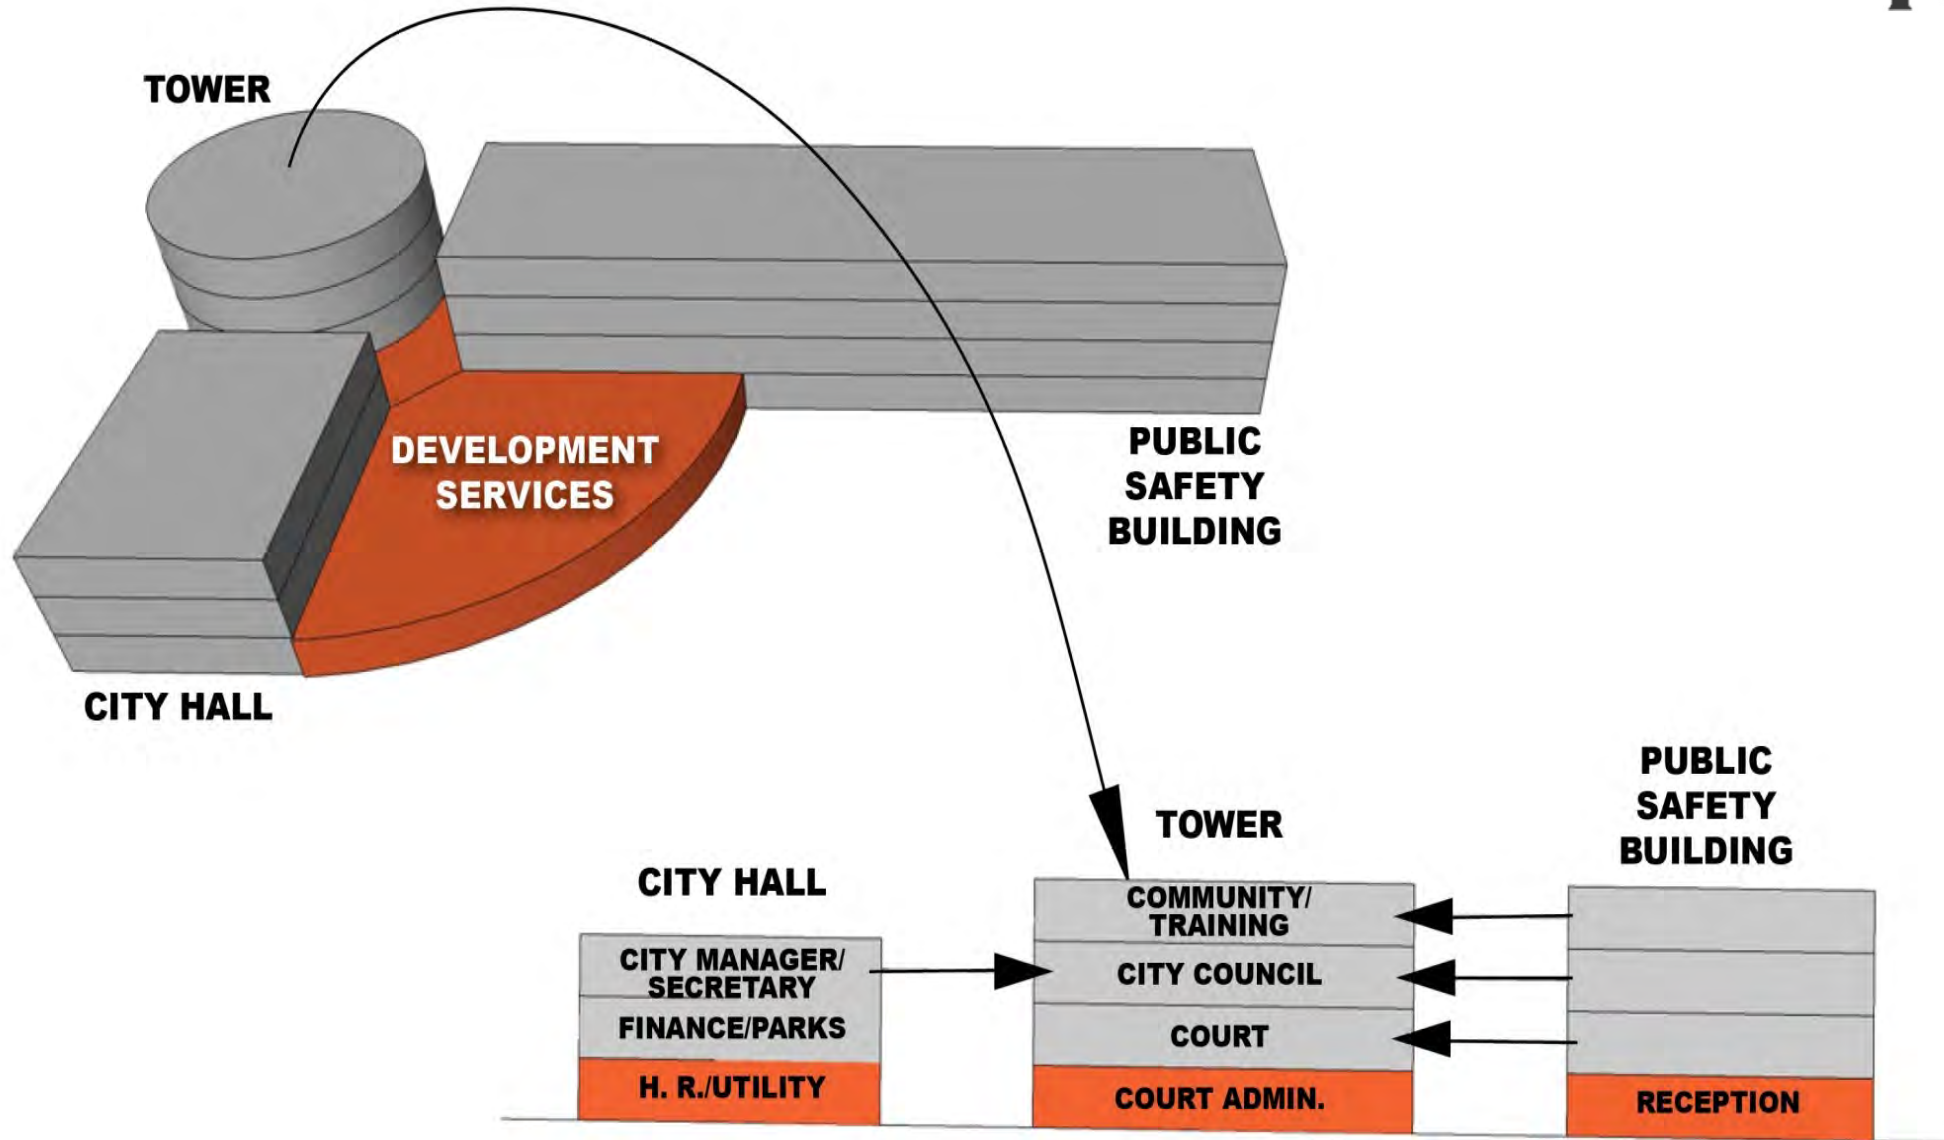 TOWER
DEVELOPMENT
SERVICES
PUBLIC
SAFETY
BUILDING
CITY HALL
PUBLIC
SAFETY
BUILDING
TOWER
CITY HALL
COMMUNITY/
TRAINING
CITY MANAGER/
SECRETARY
CITY COUNCIL
FINANCE/PARKS
COURT
H. R./UTILITY
COURT ADMIN.
RECEPTION